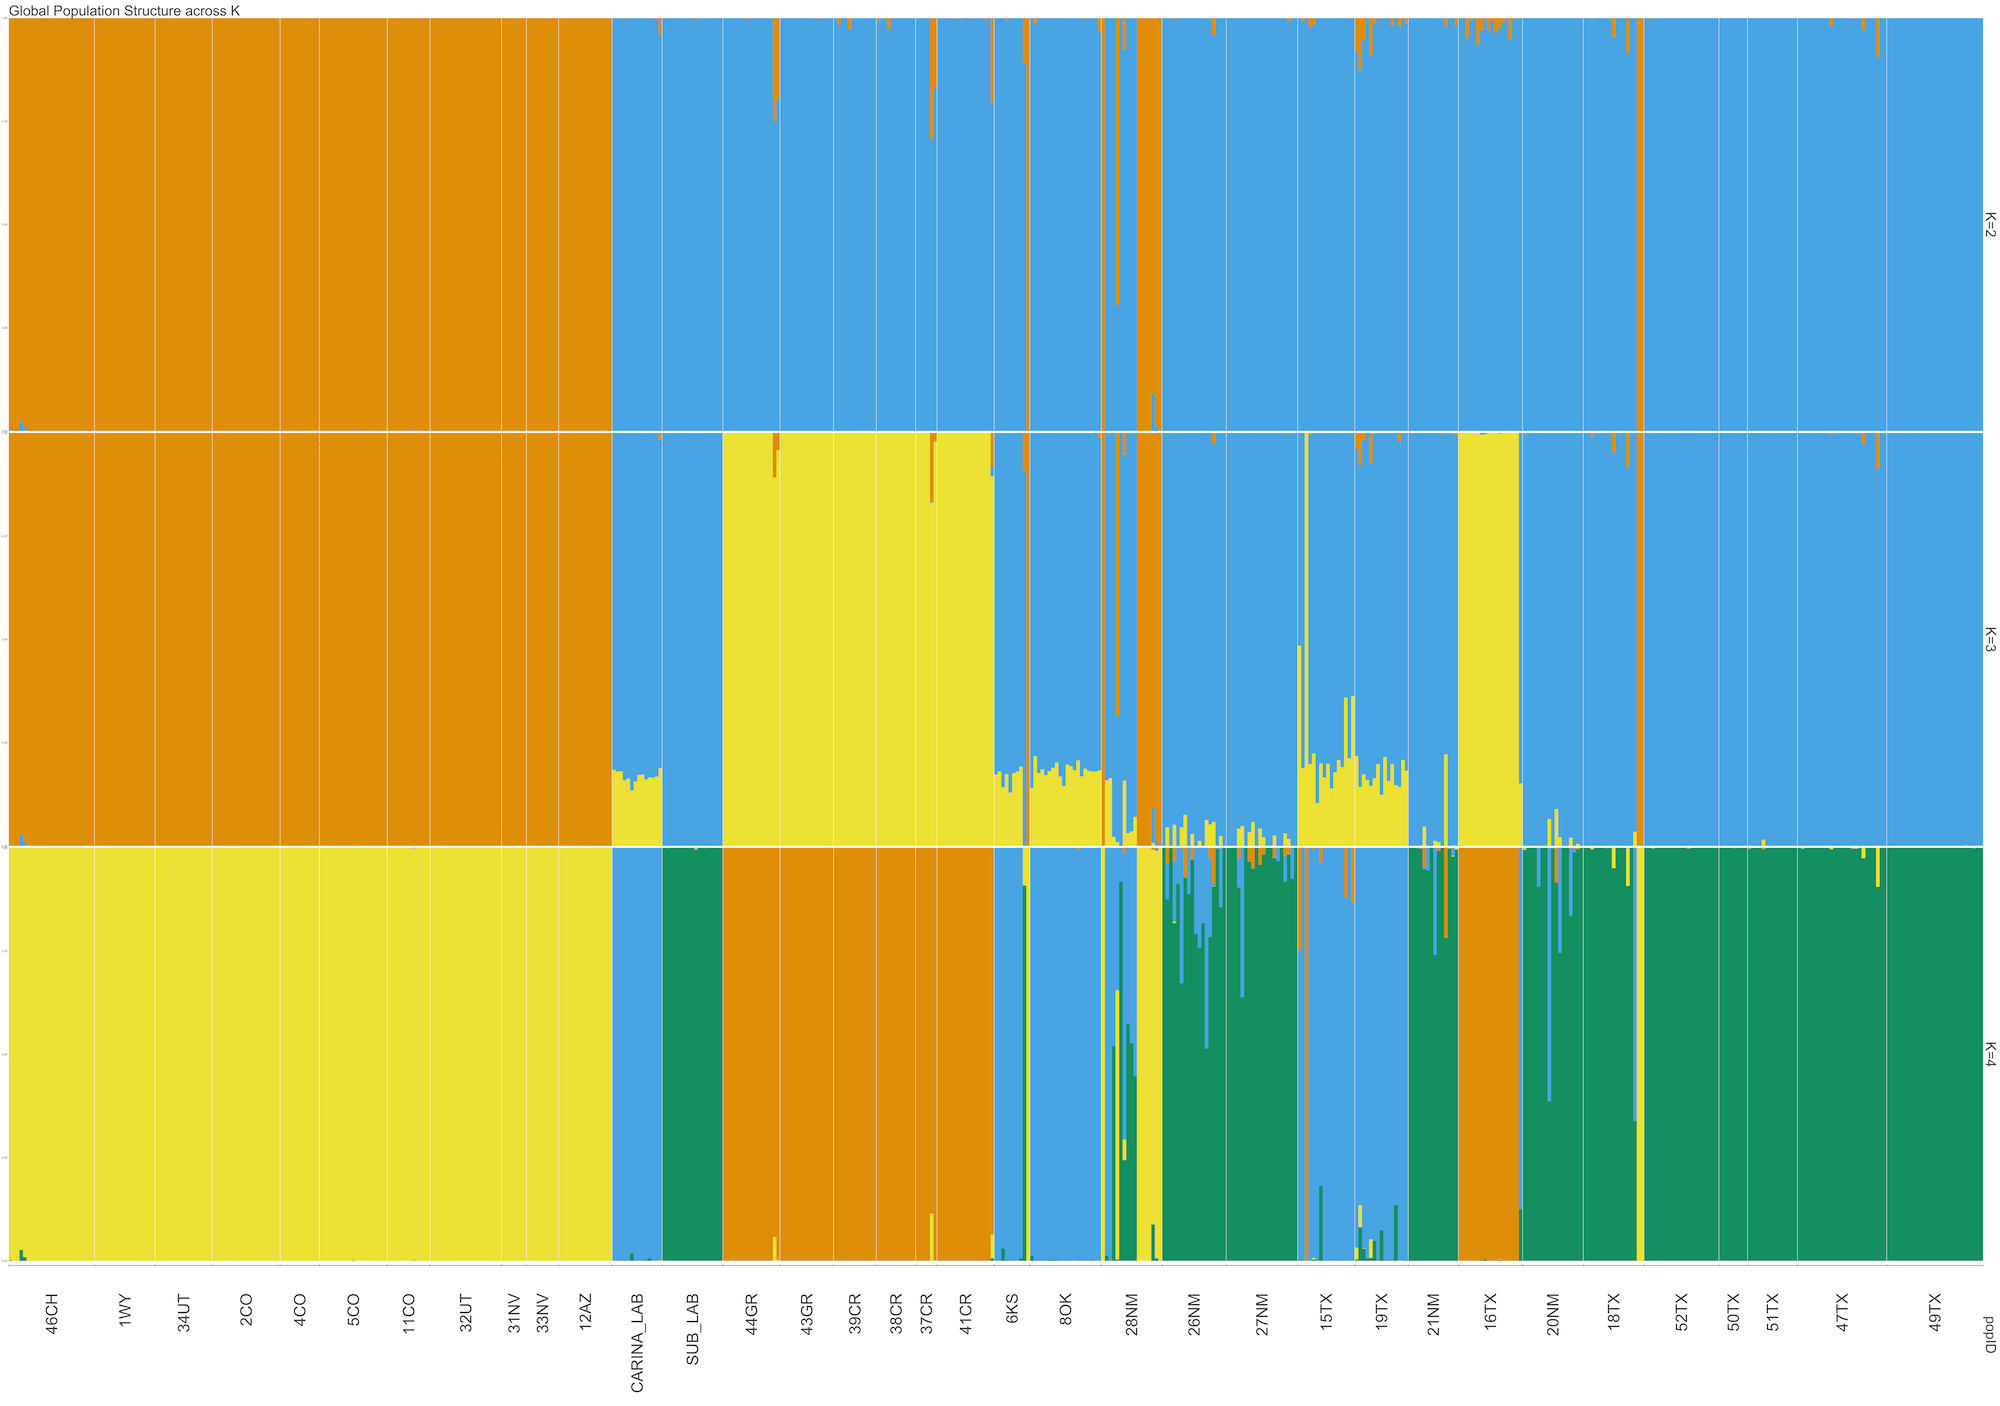 Global Population Structure across K
K=2
K=3
K=4
46CH
1WY
34UT
2CO
4CO
5CO
11CO
32UT
31NV
33NV
12AZ
CARINA_LAB
SUB_LAB
44GR
43GR
39CR
38CR
37CR
41CR
6KS
8OK
28NM
26NM
27NM
15TX
19TX
21NM
16TX
20NM
18TX
52TX
50TX
51TX
47TX
49TX
popID